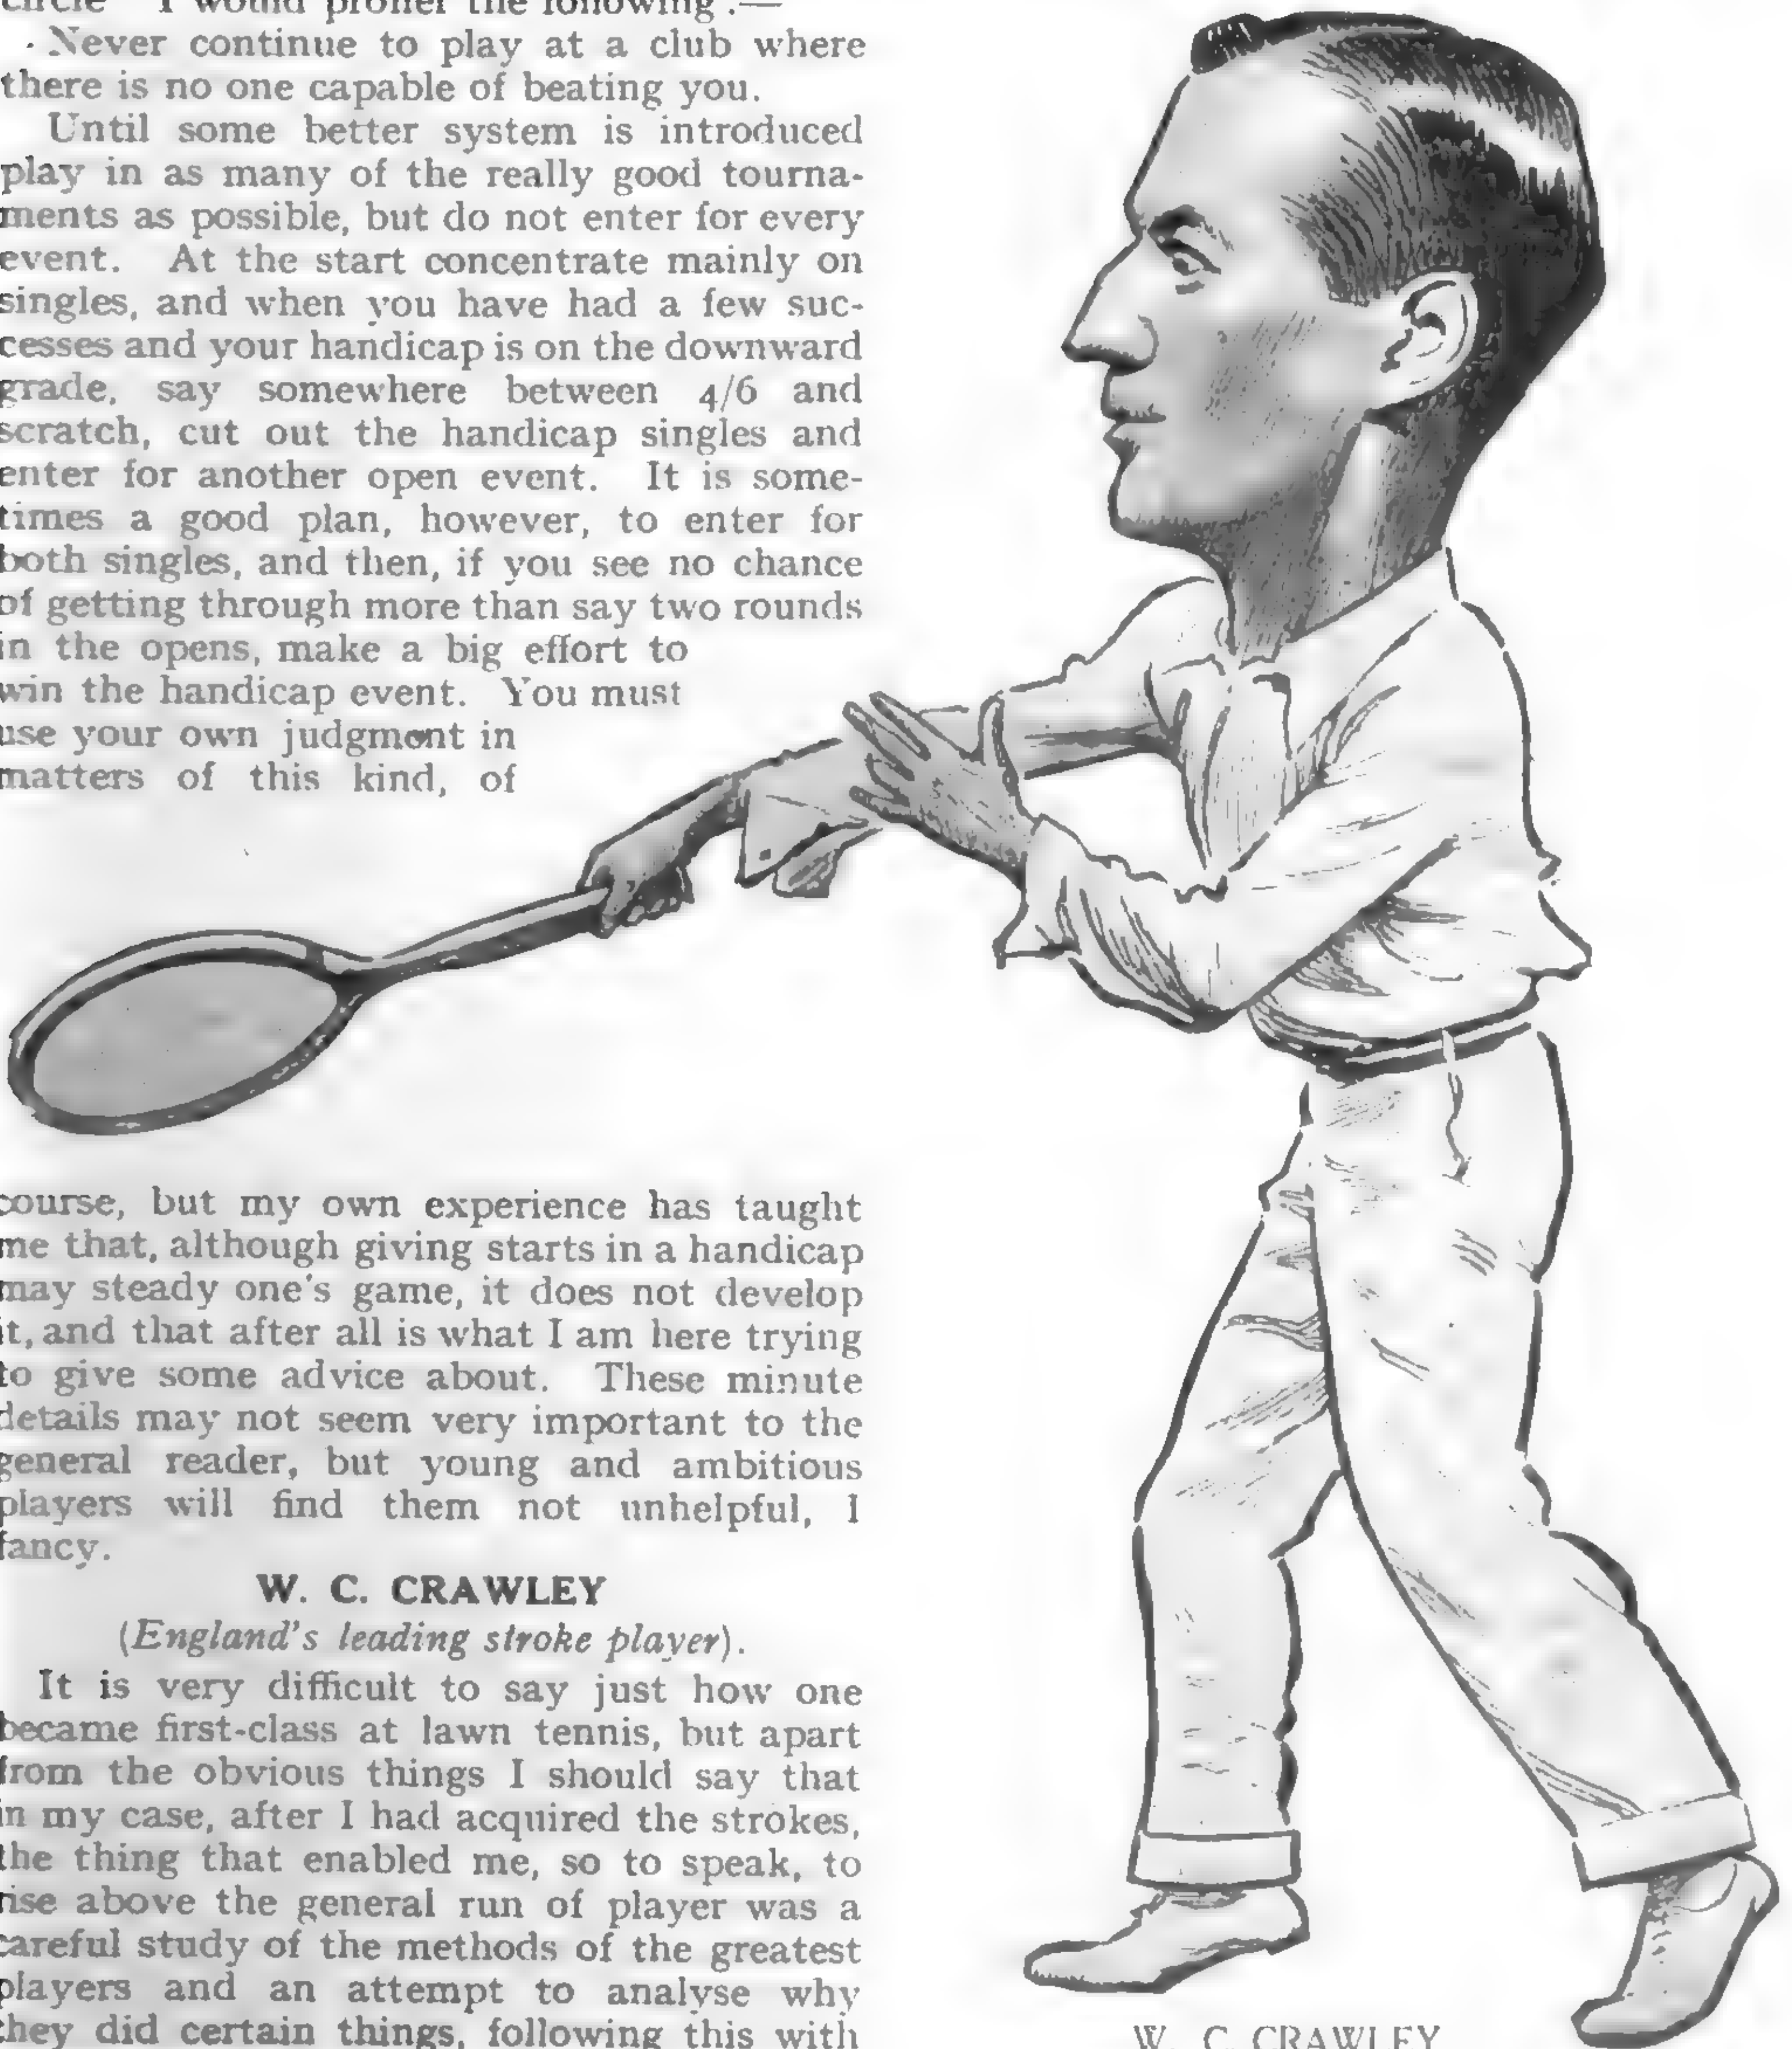 circle" I would proffer the following :—
Never continue to play at a club where
there is no one capable of beating you.
Until some better system is introduced
play in as many of the really good tourna-
ments as possible, but do not enter for every
event. At the start concentrate mainly on
singles, and when you have had a few suc-
cesses and your handicap is on the downward
grade, say somewhere between 4/6 and
scratch, cut out the handicap singles and
enter for another open event. It is some-
times a good plan, however, to enter for
both singles, and then, if you see no chance
of getting through more than say two rounds
in the opens, make a big effort to
win the handicap event. You must
use your own judgment in
matters of this kind, of
course, but my own experience has taught
me that, although giving starts in a handicap
may steady one's game, it does not develop
it, and that after all is what I am here trying
to give some advice about. These minute
details may not seem very important to the
general reader, but young and ambitious
players will find them not unhelpful, I
fancy.
W. C. CRAWLEY
(England's leading stroke player).
It is very difficult to say just how one
became first-class at lawn tennis, but apart
from the obvious things I should say that
in my case, after I had acquired the strokes,
the thing that enabled me, so to speak, to
rise above the general run of player was a
careful study of the methods of the greatest
players and an attempt to analyse why
they did certain things, following this with
W. C. CRAWLEY